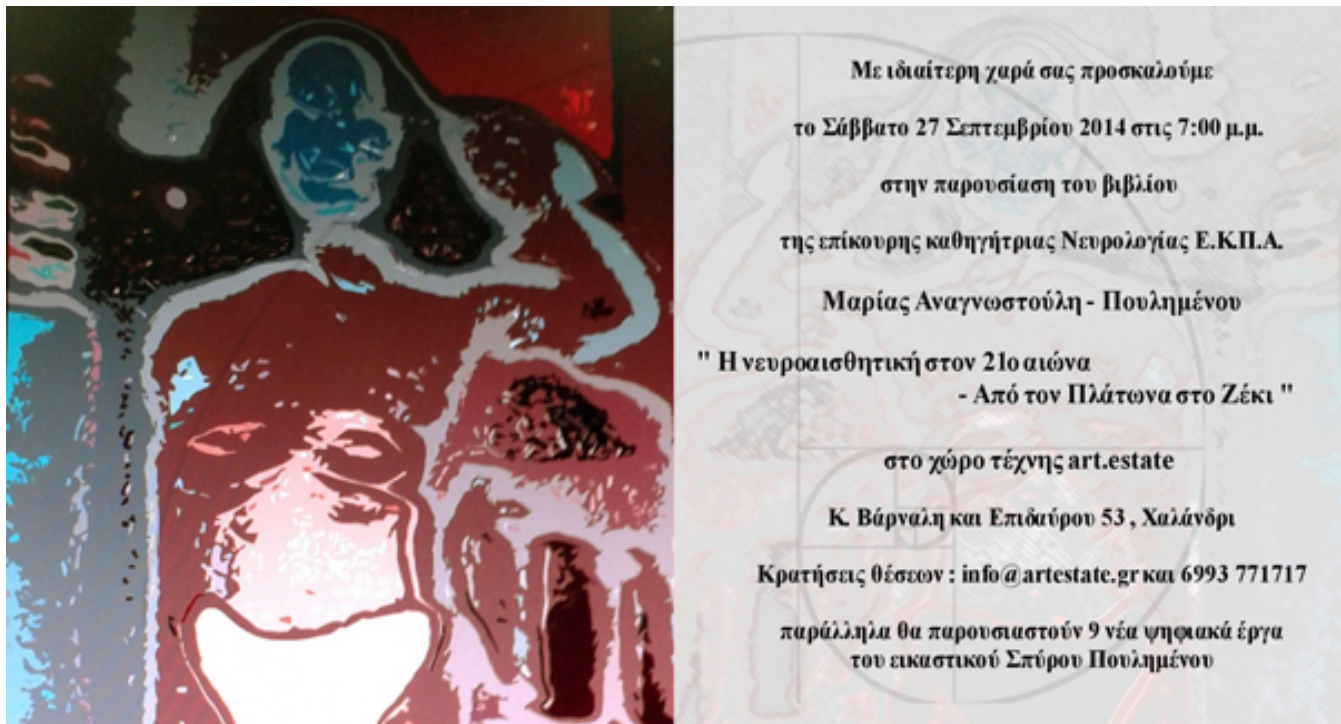 Με ιδιαίτερη χαρά σας προσκαλούμε
το Σάββατο 27 Σεπτεμβρίου 2014 στις 7:00 μ.μ.
στην παρουσίαση του βιβλίου
της επίκουρης καθηγήτριας Νευρολογίας Ε.Κ.Π.Α.
Μαρίας Αναγνωστούλη - Πουλημένου
" Η νευροαισθητική στον 21ο αιώνα
- Από τον Πλάτωνα στο Ζέκι "
στο χώρο τέχνης art.estate
Κ. Βάρναλη και Επιδαύρου 53 , Χαλάνδρι
Κρατήσεις θέσεων : info@artestate.gr και 6993 771717
παράλληλα θα παρουσιαστούν 9 νέα ψηφιακά έργα
του εικαστικού Σπύρου Πουλημένου